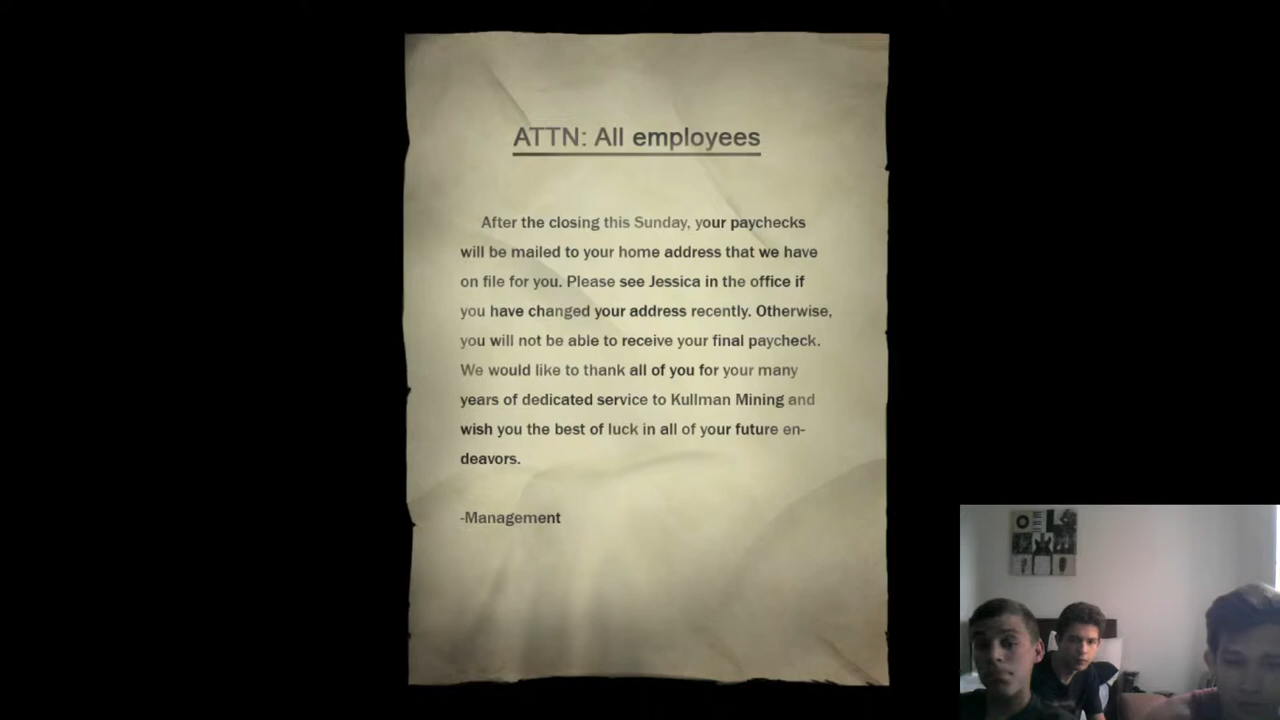 ATTN: All employees
After the closing this Sunday, your paychecks
will be mailed to your home address that we have
on file for you. Please see Jessica in the office if
you have changed your address recently. Otherwise,
you will not be able to receive your final paycheck.
We would like to thank all of you for your many
years of dedicated service to Kullman Mining and
wish you the best of luck in all of your future en-
deavors.
-Management